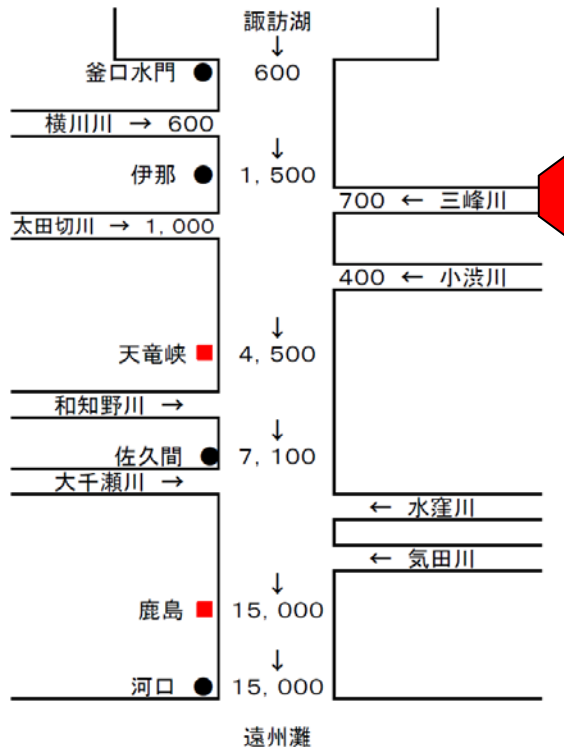 諏訪湖
↓
釜口水門 ● 600
横川川 → 600
↓
伊那 ● 1,500
700 ← 三峰川
太田切川 → 1,000
400 ← 小渋川
↓
天竜峡 ■ 4,500
和知野川 →
↓
佐久間 ● 7,100
大千瀬川 →
← 水窪川
← 気田川
↓
鹿島 ■ 15,000
↓
河口 ● 15,000
遠州灘